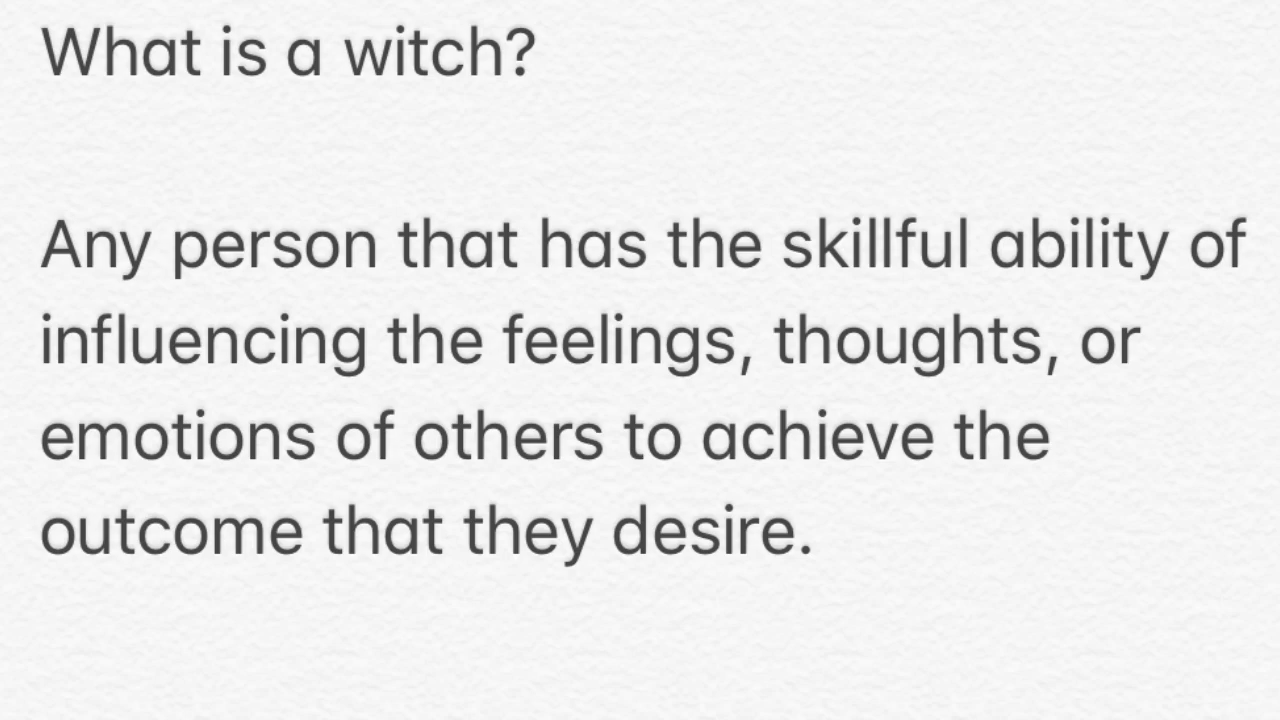 What is a witch?
Any person that has the skillful ability of
influencing the feelings, thoughts, or
emotions of others to achieve the
outcome that they desire.